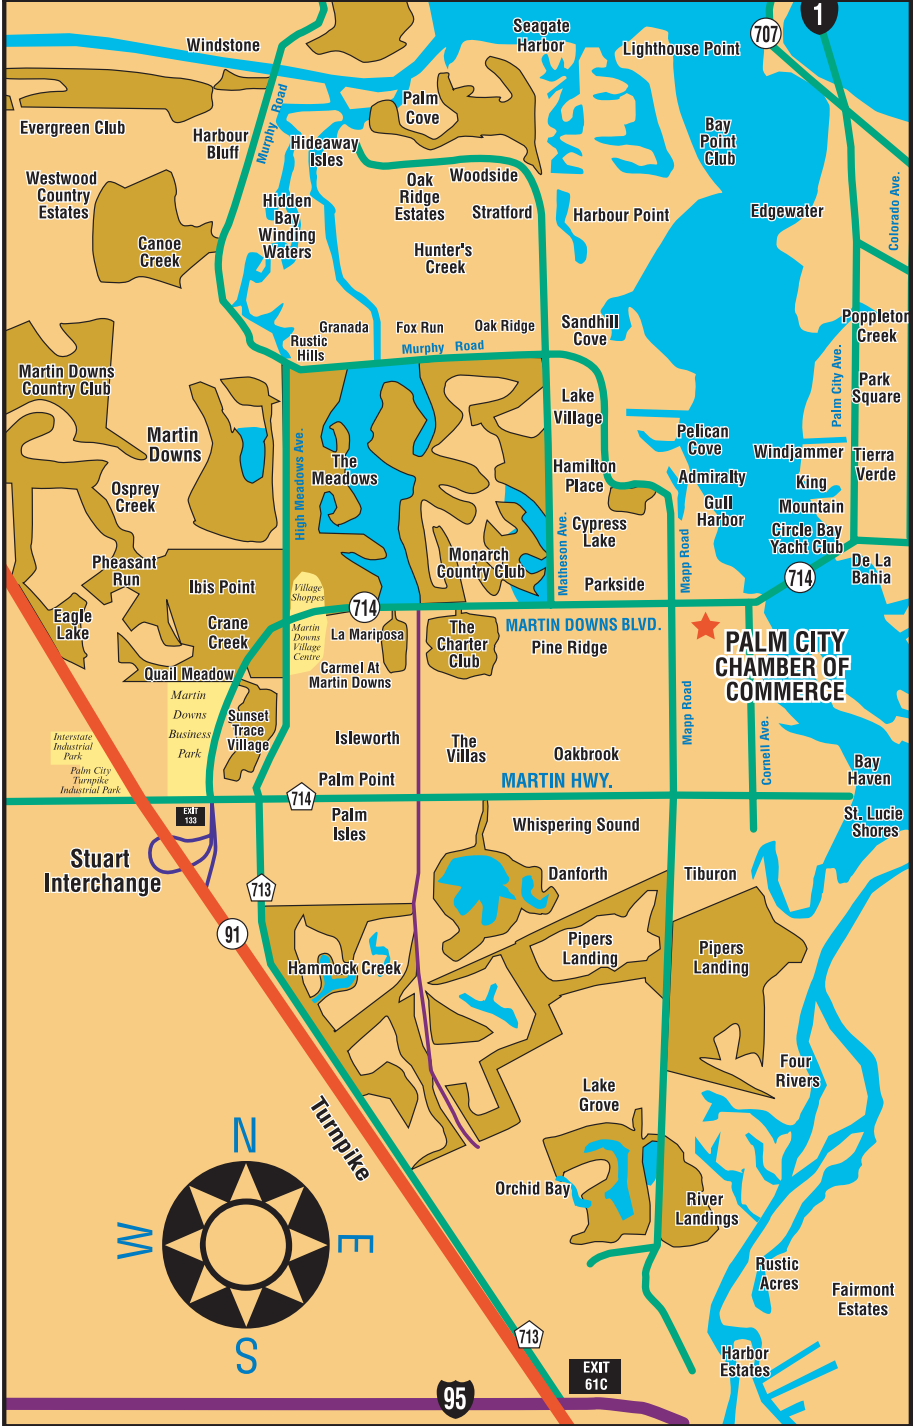 1
707
Seagate
Harbor
Windstone
Lighthouse Point
Palm
Cove
Evergreen Club
Harbour
Bluff
Murphy Road
Hideaway
Isles
Bay
Point
Club
Westwood
Country
Estates
Oak
Ridge
Estates
Woodside
Stratford
Colorado Ave.
Hidden
Bay
Winding
Waters
Harbour Point
Edgewater
Canoe
Creek
Hunter's
Creek
Granada
Fox Run
Oak Ridge
Sandhill
Cove
Poppleton
Creek
Rustic
Hills
Murphy Road
Palm City Ave.
Martin Downs
Country Club
Park
Square
Lake
Village
Martin
Downs
High Meadows Ave.
The
Meadows
Pelican
Cove
Windjammer
Tierra
Verde
Hamilton
Place
Admiralty
King
Mountain
Osprey
Creek
Gull
Harbor
Cypress
Lake
Circle Bay
Yacht Club
Matheson Ave.
Mapp Road
Pheasant
Run
Monarch
Country Club
De La
Bahia
Ibis Point
Village
Shoppes
Parkside
714
714
Eagle
Lake
Crane
Creek
Martin
Downs
Village
Centre
La Mariposa
The
Charter
Club
MARTIN DOWNS BLVD.
Pine Ridge
PALM CITY
CHAMBER OF
COMMERCE
Quail Meadow
Carmel At
Martin Downs
Martin
Downs
Business
Park
Sunset
Trace
Village
Mapp Road
Cornell Ave.
Interstate
Industrial
Park
Isleworth
The
Villas
Oakbrook
Palm City
Turnpike
Industrial Park
Palm Point
MARTIN HWY.
Bay
Haven
714
EXIT
133
Palm
Isles
Whispering Sound
St. Lucie
Shores
Stuart
Interchange
713
Danforth
Tiburon
91
Pipers
Landing
Pipers
Landing
Hammock Creek
Four
Rivers
Lake
Grove
Turnpike
N
W
E
S
Orchid Bay
River
Landings
Rustic
Acres
Fairmont
Estates
713
Harbor
Estates
EXIT
61C
95